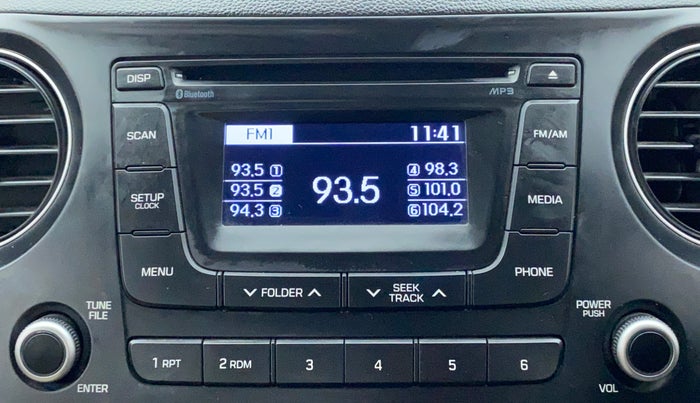 DISP
Bluetooth
MP3
SCAN
FM1 11:41
FM/AM
93.5 1
93.5 2
94.3 3
93.5
4 98.3
5 101.0
6 104.2
SETUP
CLOCK
MEDIA
MENU
PHONE
FOLDER
SEEK
TRACK
TUNE
FILE
POWER
PUSH
ENTER
1 RPT
2 RDM
3
4
5
6
VOL